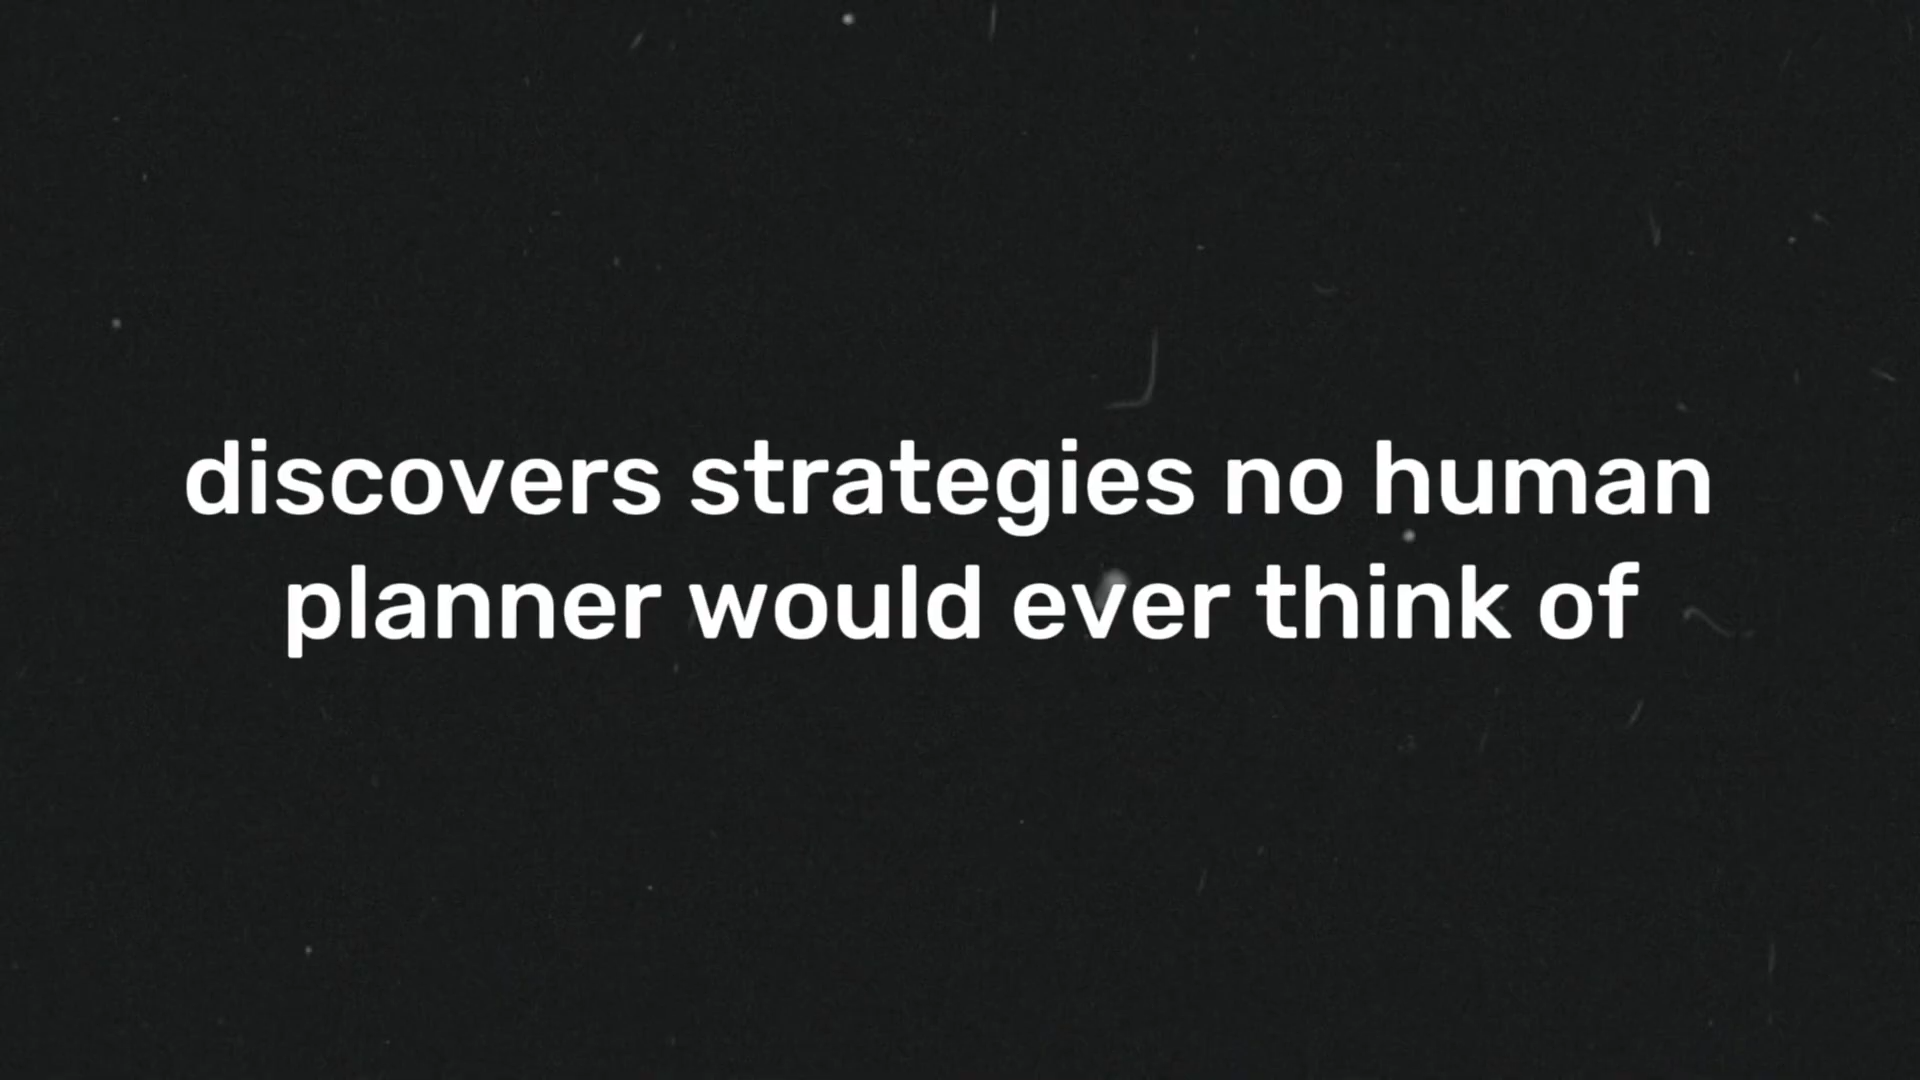 discovers strategies no human
planner would ever think of